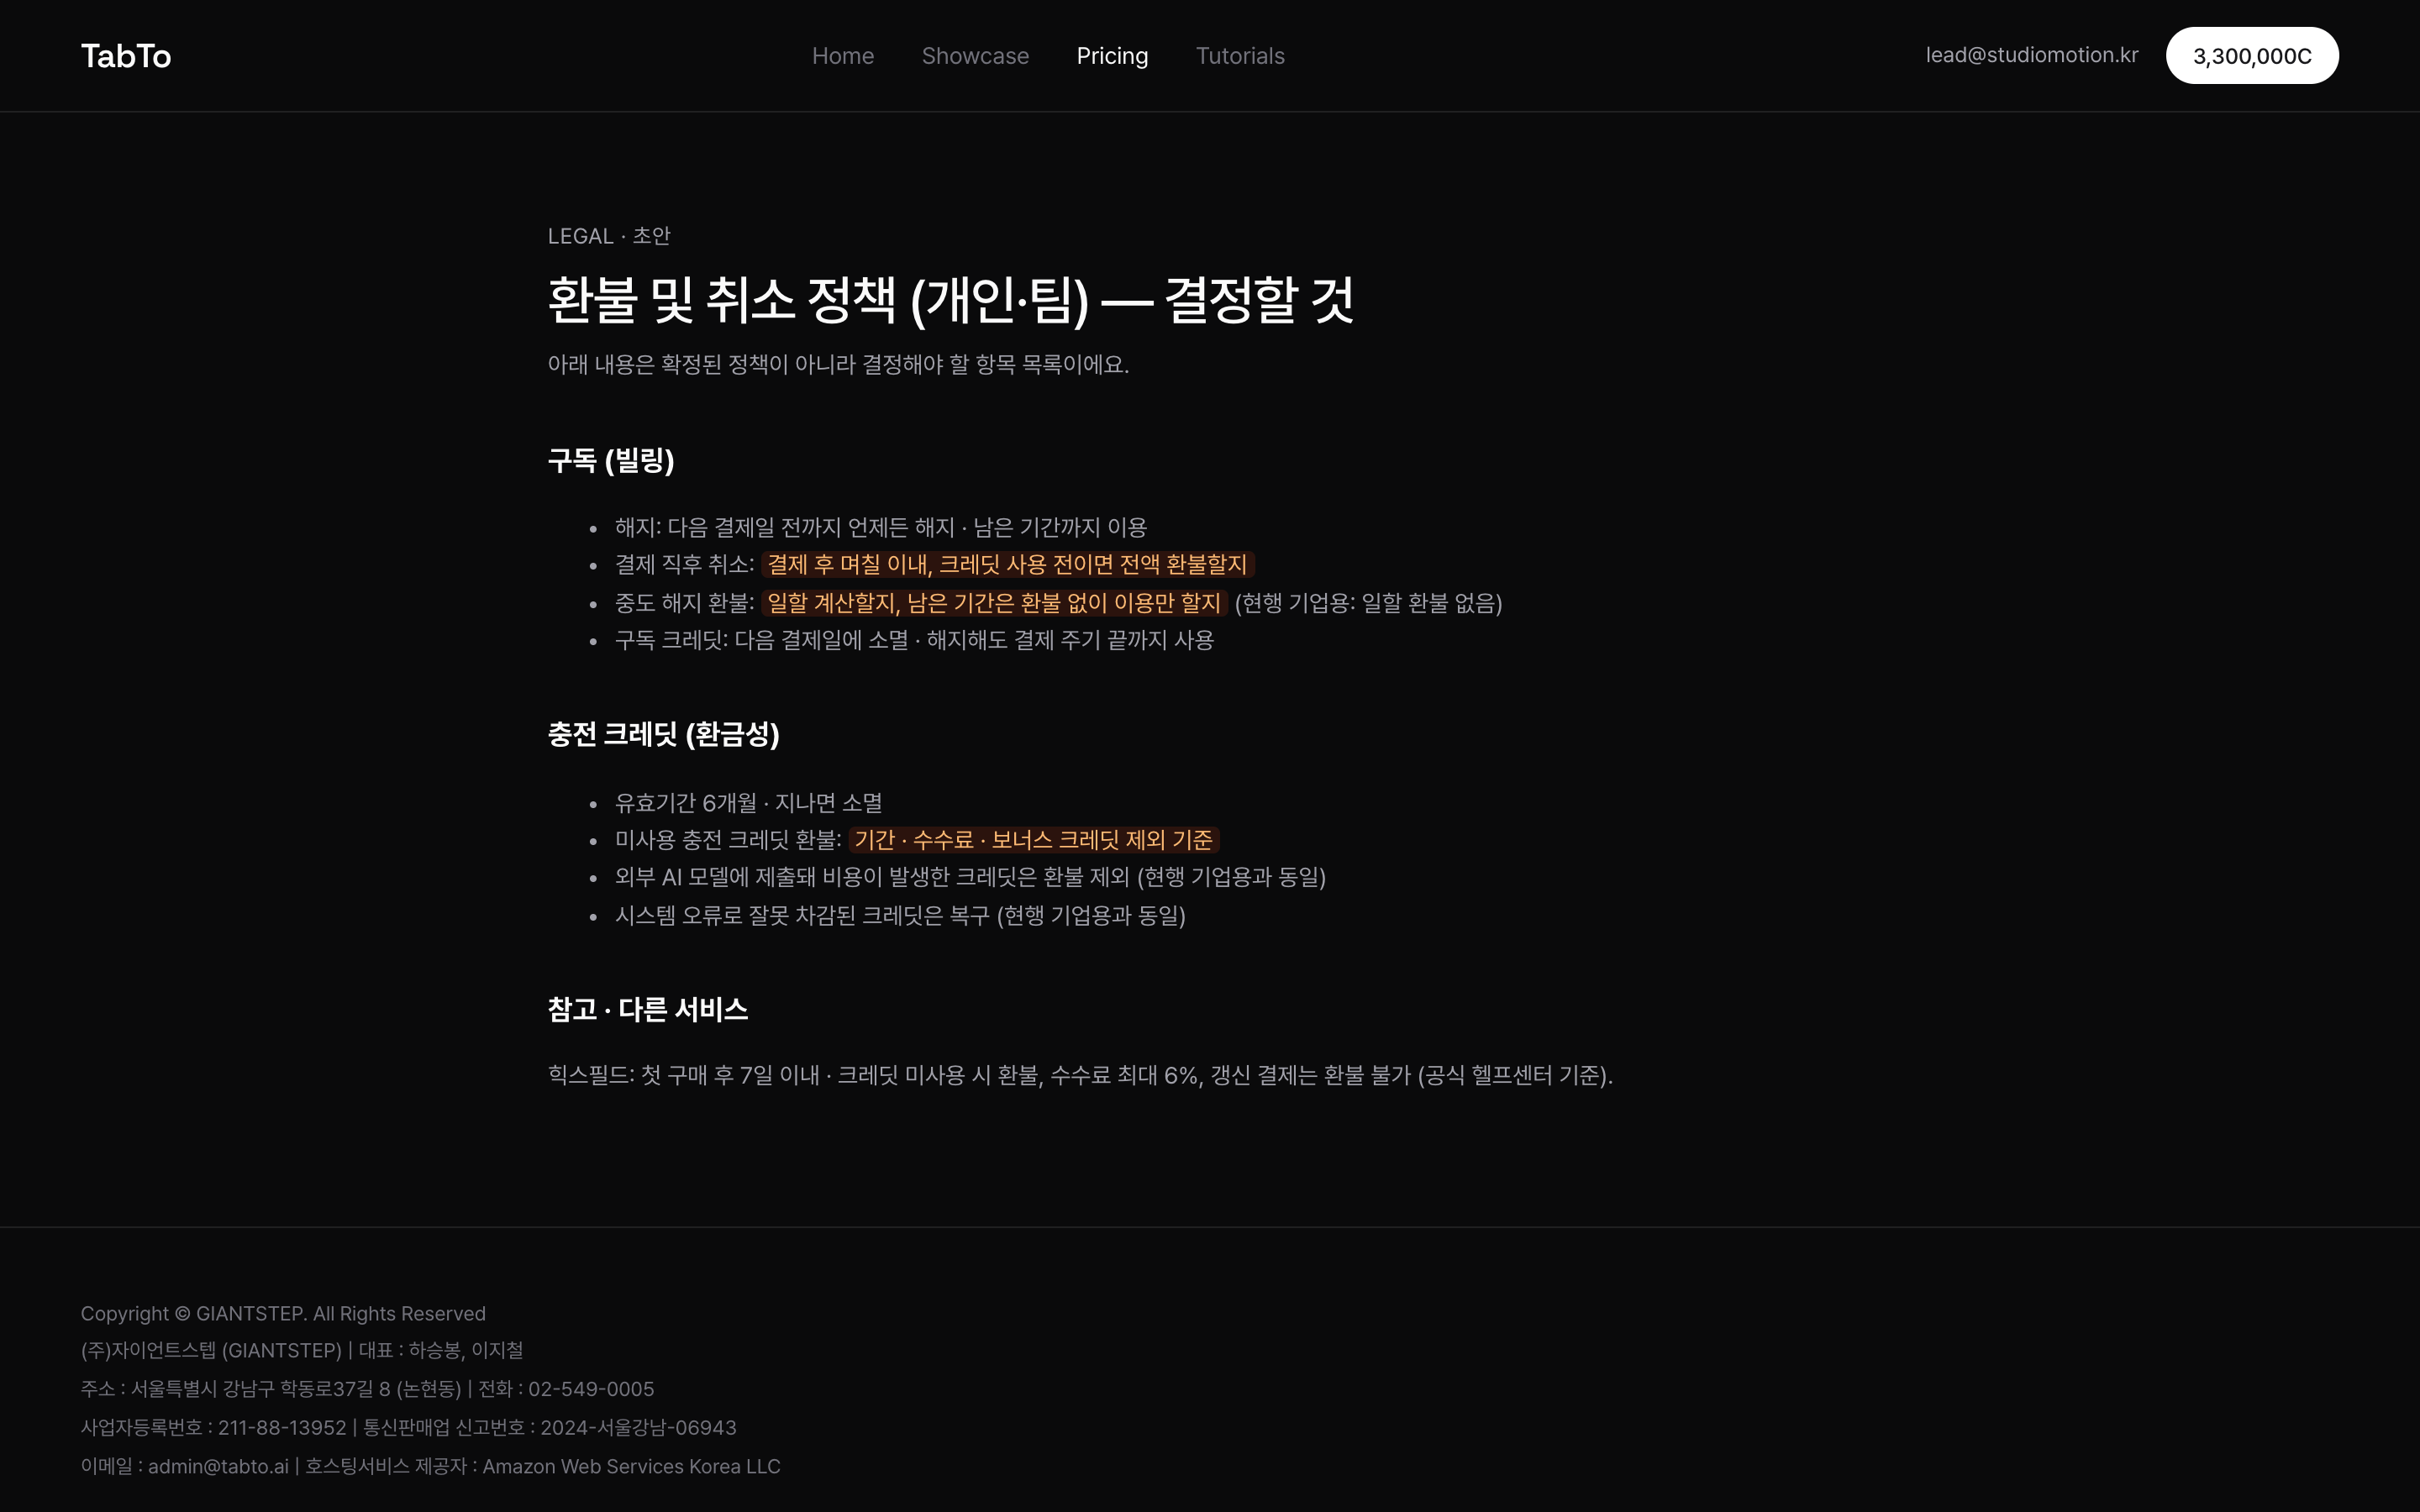 TabTo
Home Showcase Pricing Tutorials
lead@studiomotion.kr 3,300,000C
LEGAL · 초안
환불 및 취소 정책 (개인·팀) — 결정할 것
아래 내용은 확정된 정책이 아니라 결정해야 할 항목 목록이에요.
구독 (빌링)
• 해지: 다음 결제일 전까지 언제든 해지 · 남은 기간까지 이용
• 결제 직후 취소: 결제 후 며칠 이내, 크레딧 사용 전이면 전액 환불할지
• 중도 해지 환불: 일할 계산할지, 남은 기간은 환불 없이 이용만 할지 (현행 기업용: 일할 환불 없음)
• 구독 크레딧: 다음 결제일에 소멸 · 해지해도 결제 주기 끝까지 사용
충전 크레딧 (환금성)
• 유효기간 6개월 · 지나면 소멸
• 미사용 충전 크레딧 환불: 기간 · 수수료 · 보너스 크레딧 제외 기준
• 외부 AI 모델에 제출돼 비용이 발생한 크레딧은 환불 제외 (현행 기업용과 동일)
• 시스템 오류로 잘못 차감된 크레딧은 복구 (현행 기업용과 동일)
참고 · 다른 서비스
힉스필드: 첫 구매 후 7일 이내 · 크레딧 미사용 시 환불, 수수료 최대 6%, 갱신 결제는 환불 불가 (공식 헬프센터 기준).
Copyright © GIANTSTEP. All Rights Reserved
(주)자이언트스텝 (GIANTSTEP) | 대표 : 하승봉, 이지철
주소 : 서울특별시 강남구 학동로37길 8 (논현동) | 전화 : 02-549-0005
사업자등록번호 : 211-88-13952 | 통신판매업 신고번호 : 2024-서울강남-06943
이메일 : admin@tabto.ai | 호스팅서비스 제공자 : Amazon Web Services Korea LLC